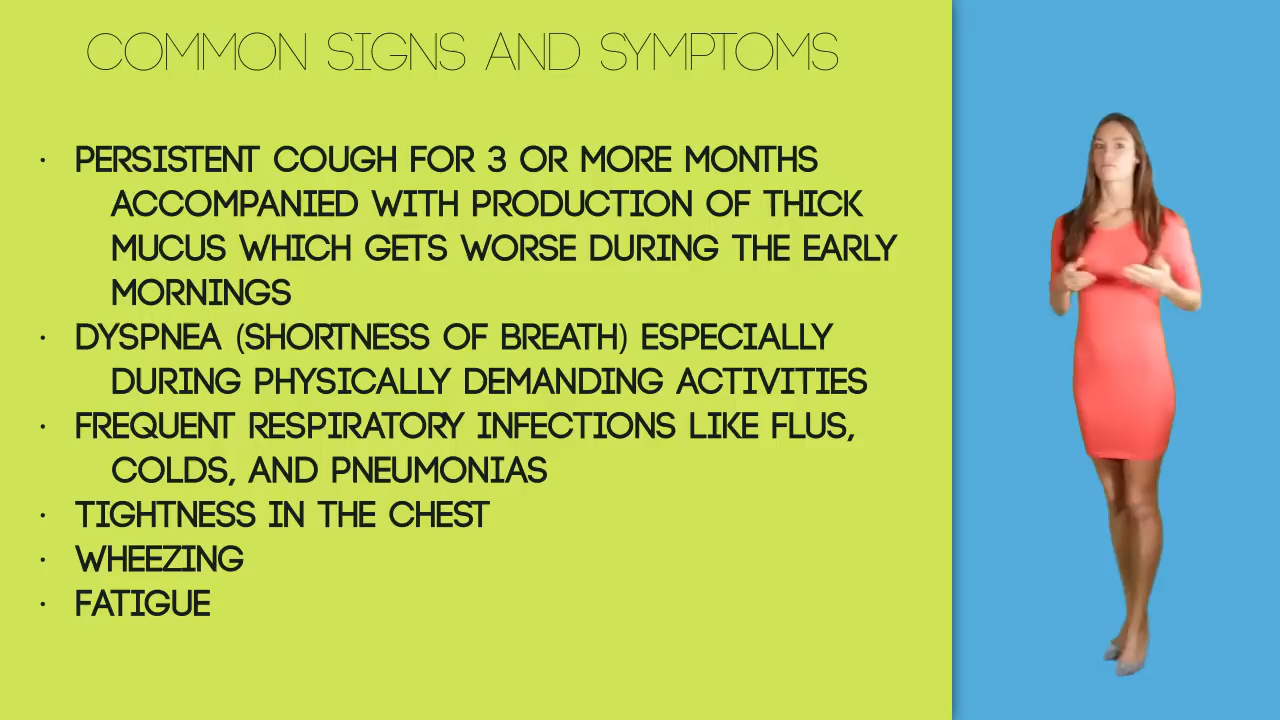 COMMON SIGNS AND SYMPTOMS
· PERSISTENT COUGH FOR 3 OR MORE MONTHS
ACCOMPANIED WITH PRODUCTION OF THICK
MUCUS WHICH GETS WORSE DURING THE EARLY
MORNINGS
· DYSPNEA (SHORTNESS OF BREATH) ESPECIALLY
DURING PHYSICALLY DEMANDING ACTIVITIES
· FREQUENT RESPIRATORY INFECTIONS LIKE FLUS,
COLDS, AND PNEUMONIAS
· TIGHTNESS IN THE CHEST
· WHEEZING
· FATIGUE